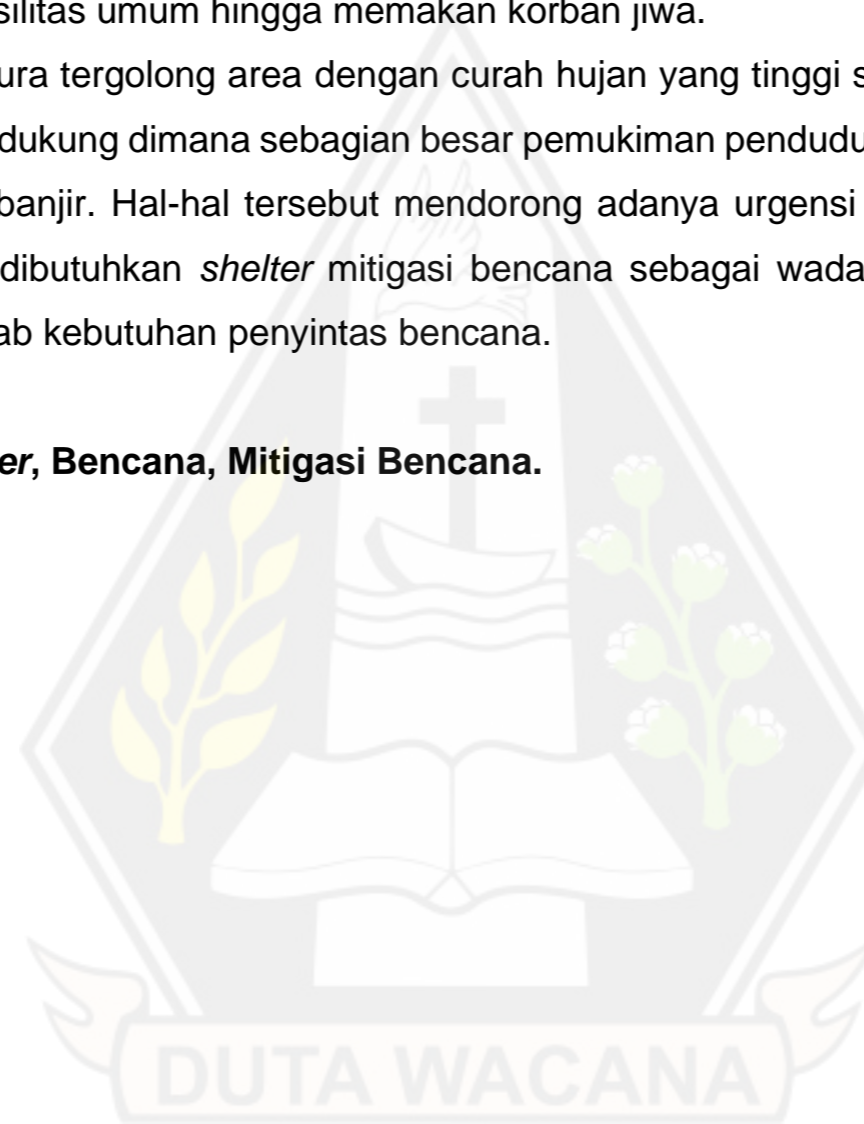 silitas umum hingga memakan korban jiwa.
ura tergolong area dengan curah hujan yang tinggi s
dukung dimana sebagian besar pemukiman pendudu
banjir. Hal-hal tersebut mendorong adanya urgensi
dibutuhkan shelter mitigasi bencana sebagai wada
ab kebutuhan penyintas bencana.
er, Bencana, Mitigasi Bencana.
DUTA WACANA